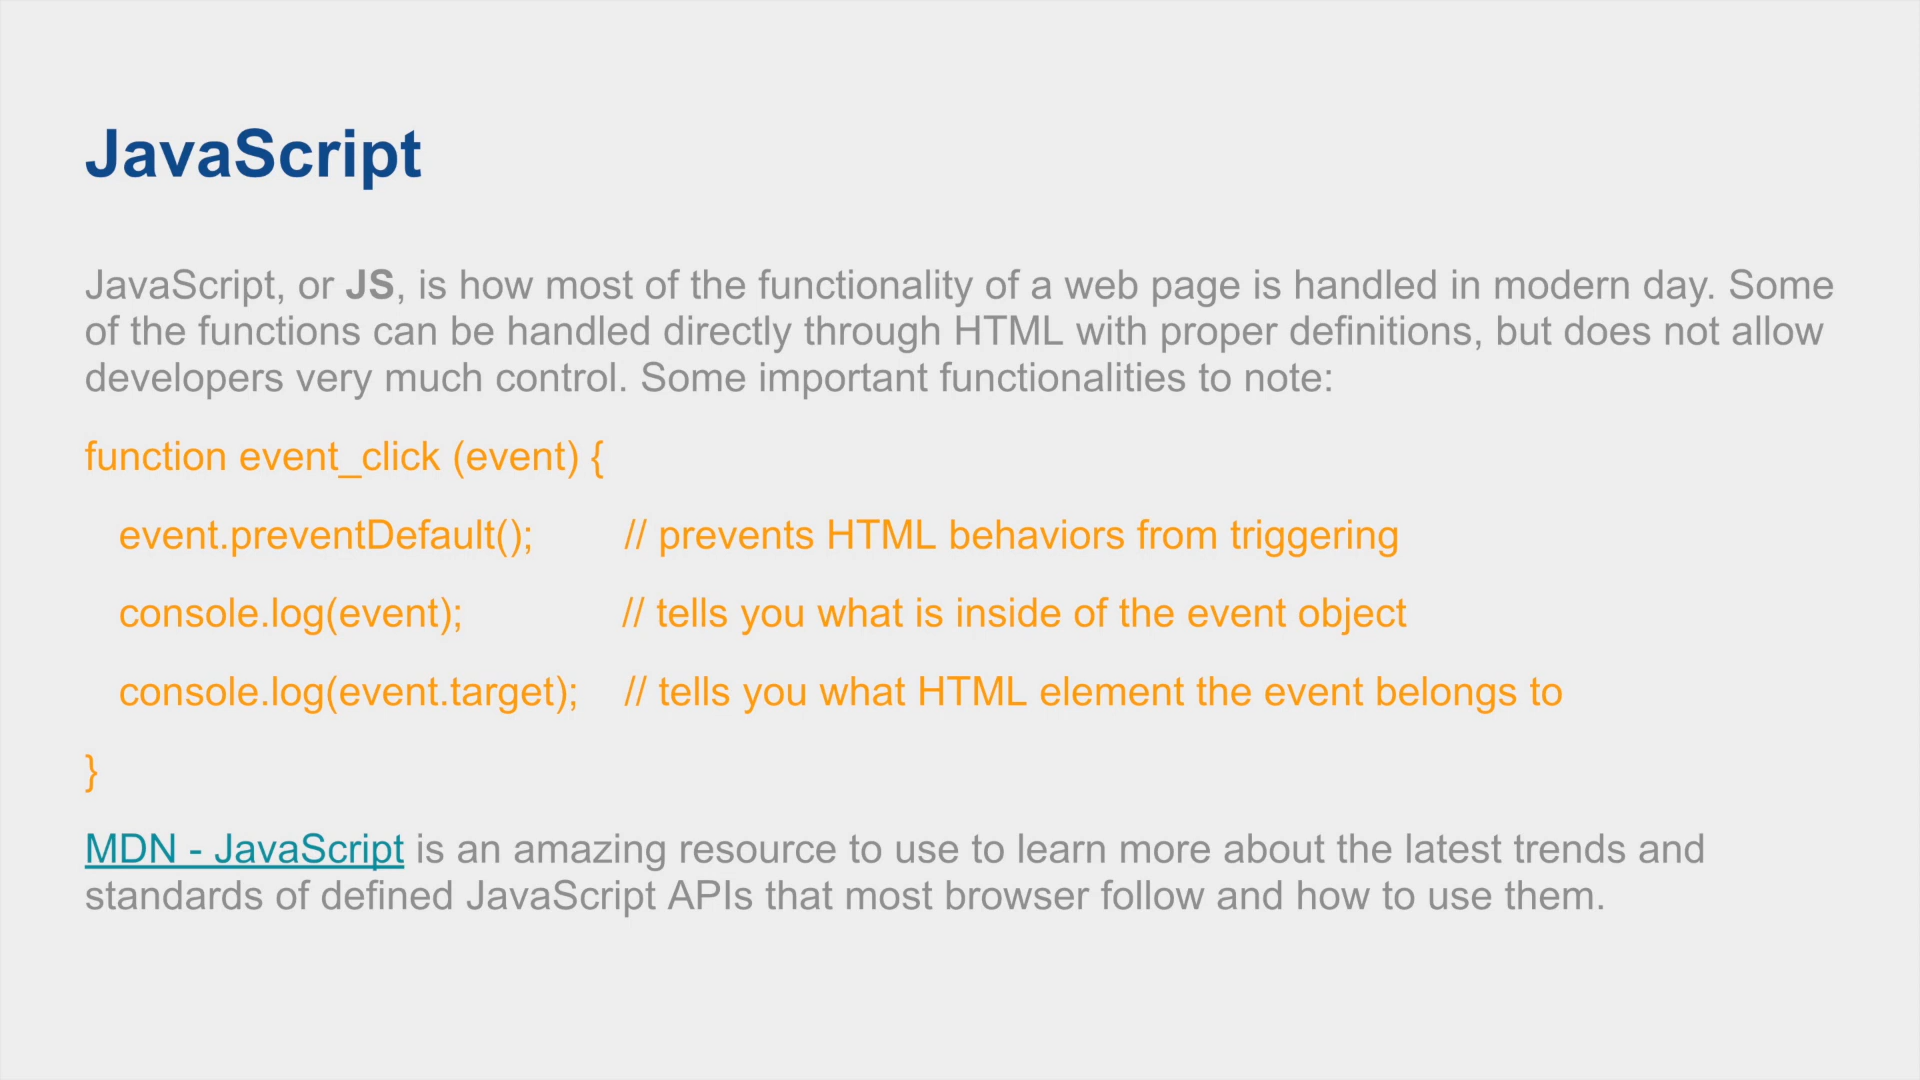 JavaScript
JavaScript, or JS, is how most of the functionality of a web page is handled in modern day. Some
of the functions can be handled directly through HTML with proper definitions, but does not allow
developers very much control. Some important functionalities to note:
function event_click (event) {
event.preventDefault(); // prevents HTML behaviors from triggering
console.log(event); // tells you what is inside of the event object
console.log(event.target); // tells you what HTML element the event belongs to
}
MDN - JavaScript is an amazing resource to use to learn more about the latest trends and
standards of defined JavaScript APIs that most browser follow and how to use them.